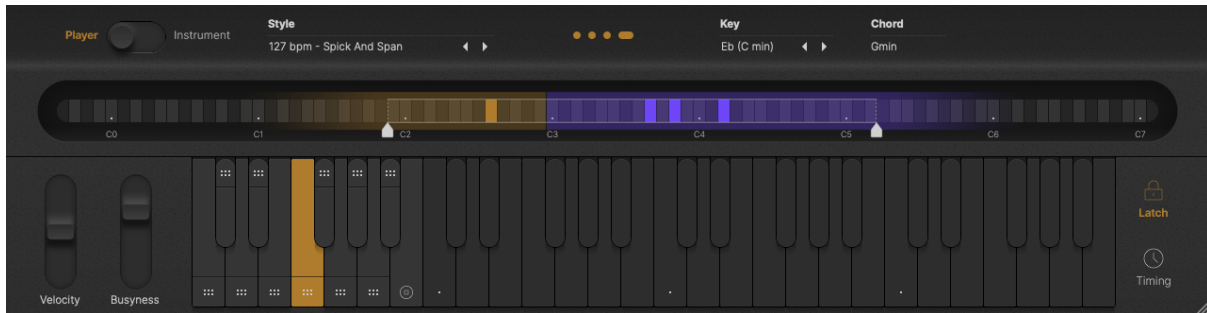 Style
Key
Chord
Player
Instrument
127 bpm - Spick And Span
Eb (C min)
Gmin
C0
C1
C2
C3
C4
C5
C6
C7
Latch
Timing
Velocity
Busyness